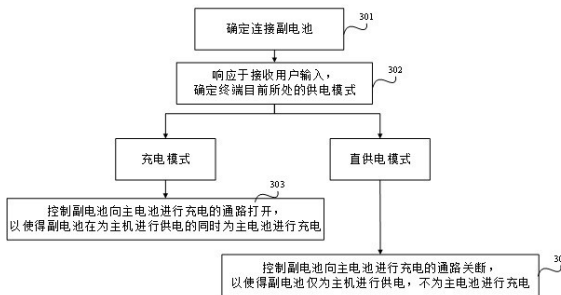 确定连接副电池
301
响应于接收用户输入，
确定终端目前所处的供电模式
302
充电模式
直供电模式
303
控制副电池向主电池进行充电的通路打开，
以使得副电池在为主机进行供电的同时为主电池进行充电
控制副电池向主电池进行充电的通路关断，
以使得副电池仅为主机进行供电，不为主电池进行充电